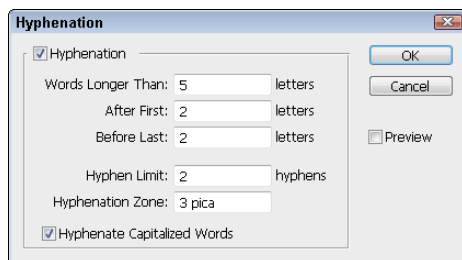 Hyphenation
Hyphenation
OK
Words Longer Than: 5 letters
Cancel
After First: 2 letters
Before Last: 2 letters
Preview
Hyphen Limit: 2 hyphens
Hyphenation Zone: 3 pica
Hyphenate Capitalized Words